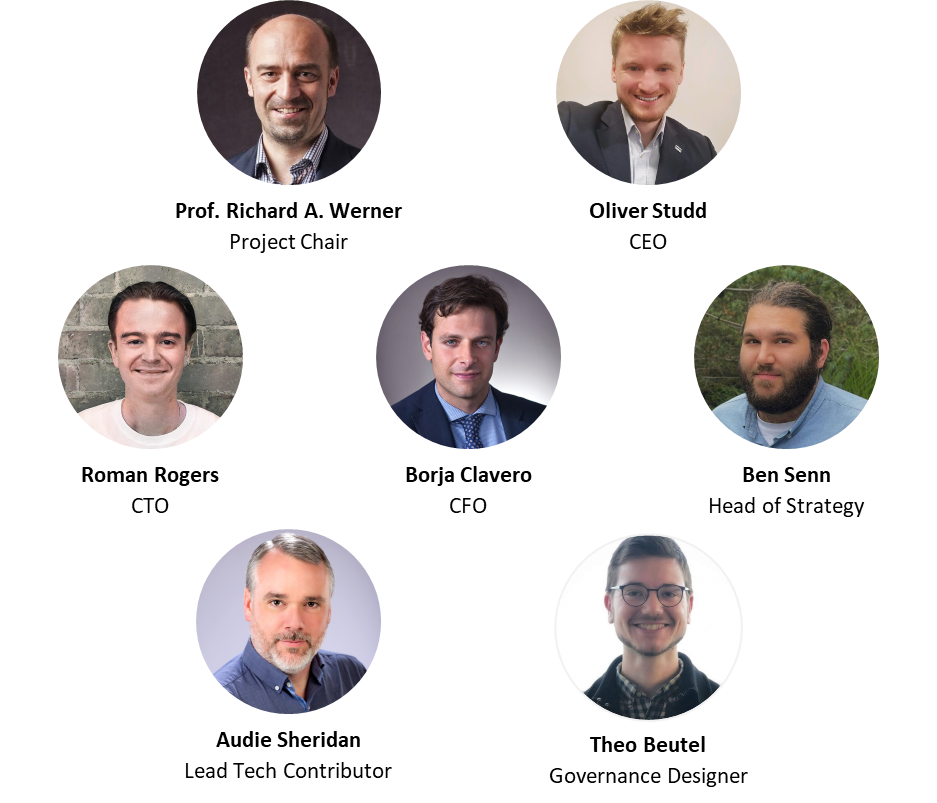 Prof. Richard A. Werner
Project Chair
Oliver Studd
CEO
Roman Rogers
CTO
Borja Clavero
CFO
Ben Senn
Head of Strategy
Audie Sheridan
Lead Tech Contributor
Theo Beutel
Governance Designer